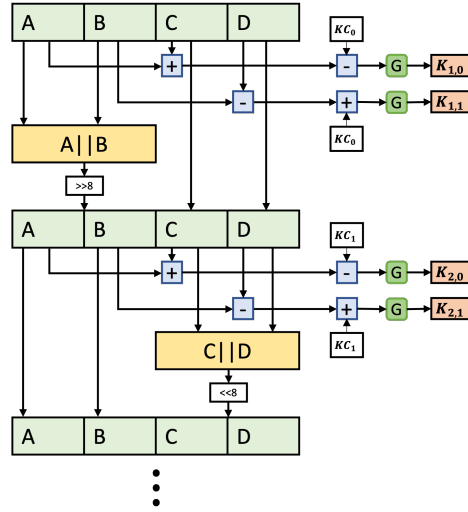 KC₀
A B C D
+ - G K₁,₀
- + G K₁,₁
A||B
KC₀
>>8
A B C D
KC₁
+ - G K₂,₀
- + G K₂,₁
C||D
KC₁
<<8
A B C D